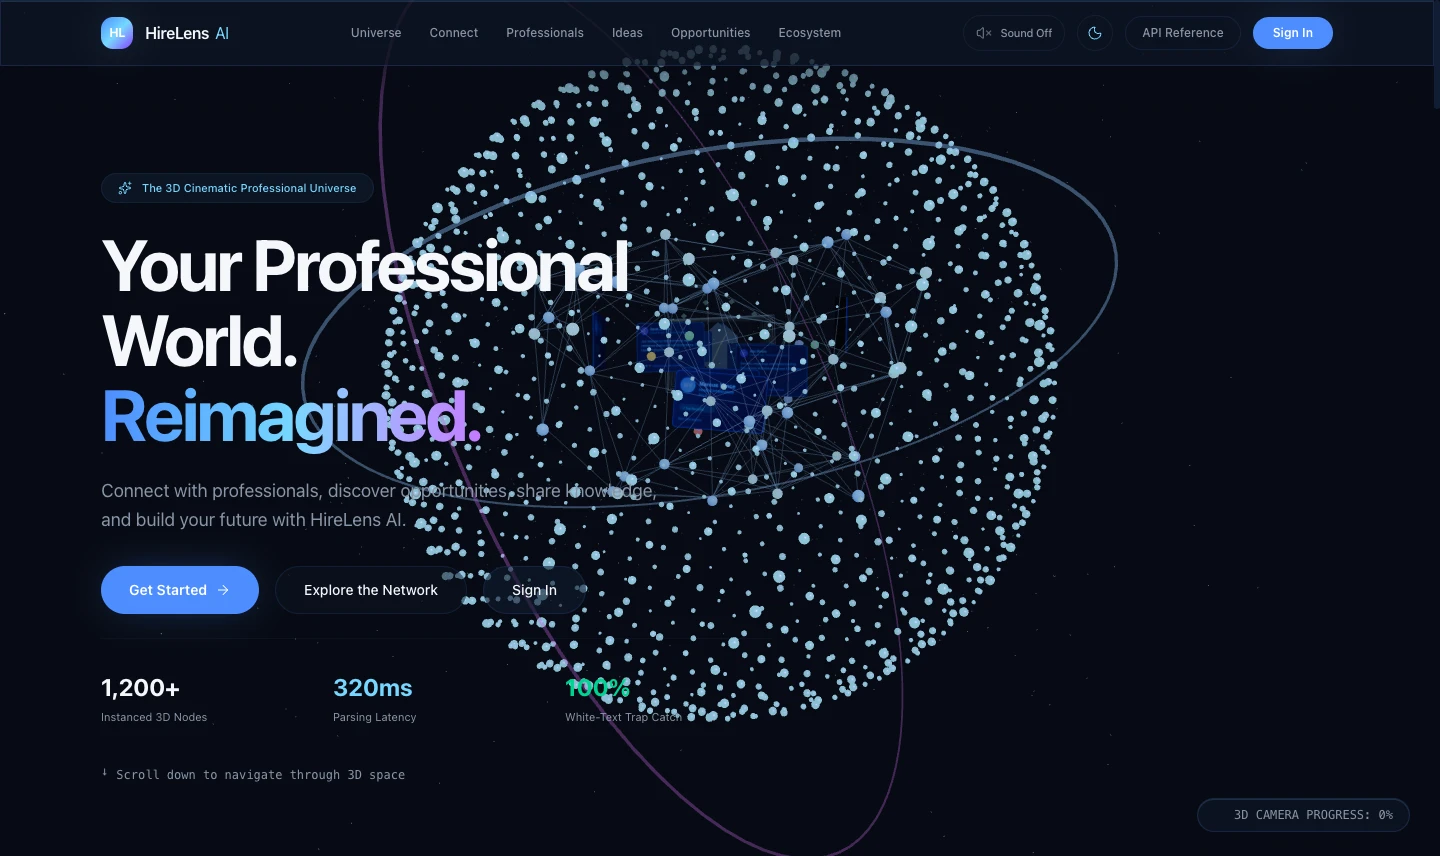 HL HireLens AI
Universe Connect Professionals Ideas Opportunities Ecosystem
Sound Off
API Reference
Sign In
The 3D Cinematic Professional Universe
Your Professional
World.
Reimagined.
Connect with professionals, discover opportunities, share knowledge,
and build your future with HireLens AI.
Get Started →
Explore the Network
Sign In
1,200+
Instanced 3D Nodes
320ms
Parsing Latency
100%
White-Text Trap Catch
↓ Scroll down to navigate through 3D space
3D CAMERA PROGRESS: 0%